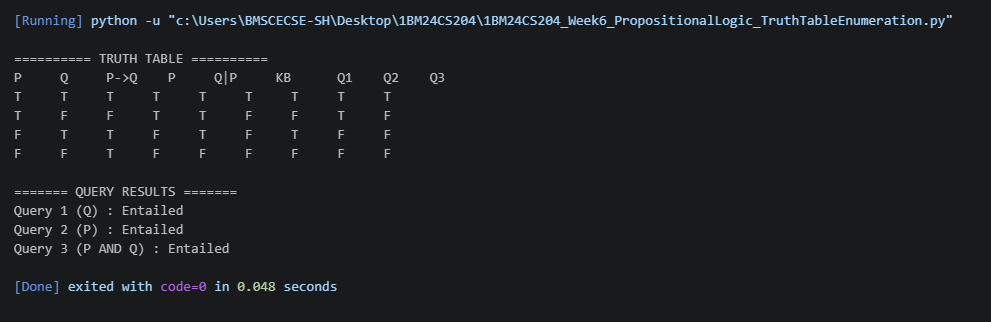 [Running] python -u "c:\Users\BMSCECSE-SH\Desktop\1BM24CS204\1BM24CS204_Week6_PropositionalLogic_TruthTableEnumeration.py"
========== TRUTH TABLE ==========
P     Q     P->Q    P     Q|P     KB      Q1    Q2    Q3
T     T     T     T     T     T     T     T     T
T     F     F     T     T     F     F     T     F
F     T     T     F     T     F     T     F     F
F     F     T     F     F     F     F     F     F
======= QUERY RESULTS =======
Query 1 (Q) : Entailed
Query 2 (P) : Entailed
Query 3 (P AND Q) : Entailed
[Done] exited with code=0 in 0.048 seconds